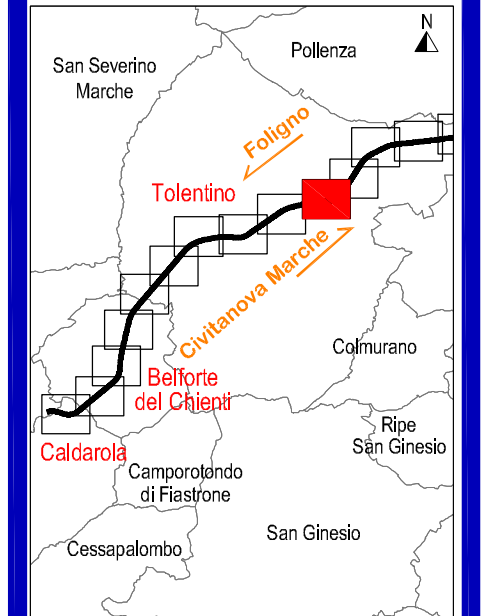 N
Pollenza
San Severino
Marche
Foligno
Tolentino
Civitanova Marche
Colmurano
Belforte
del Chienti
Ripe
San Ginesio
Caldarola
Camporotondo
di Fiastrone
San Ginesio
Cessapalombo